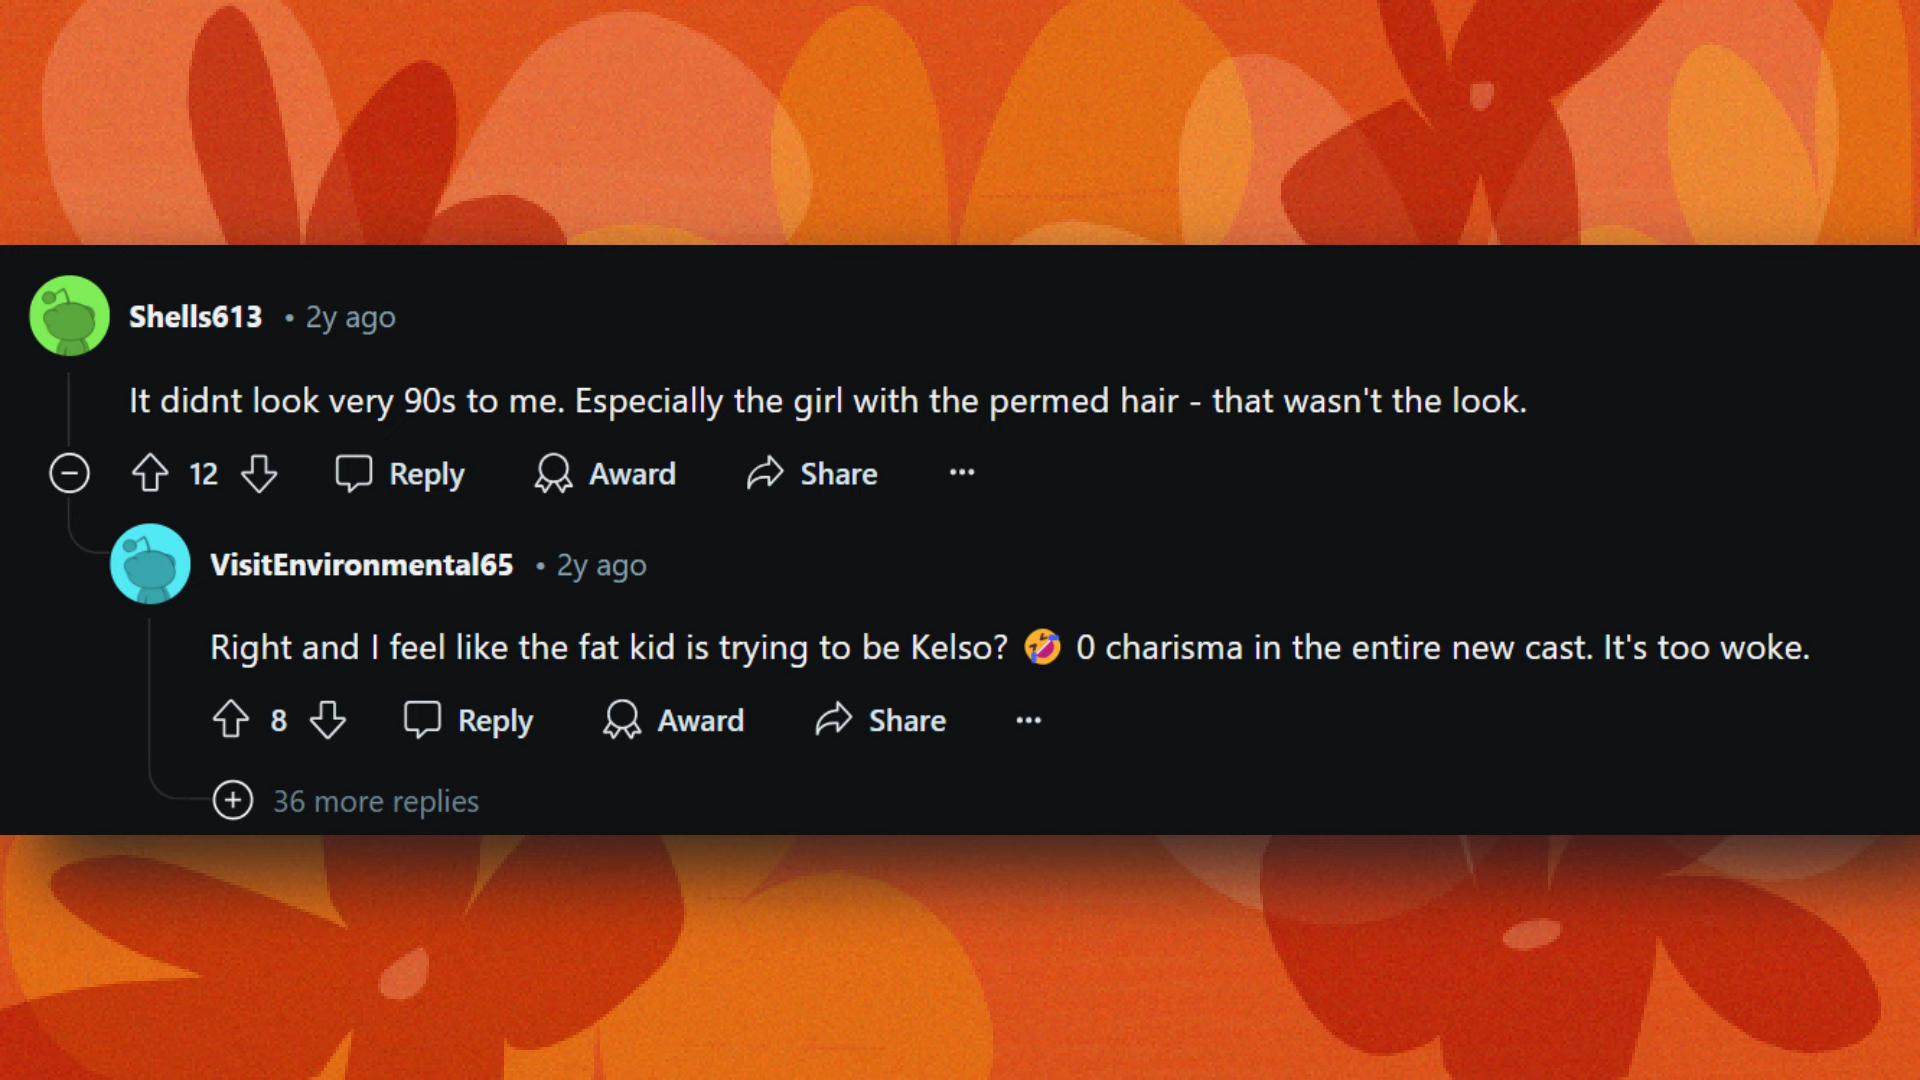 Shells613 • 2y ago
It didnt look very 90s to me. Especially the girl with the permed hair - that wasn't the look.
12 Reply Award Share ...
VisitEnvironmental65 • 2y ago
Right and I feel like the fat kid is trying to be Kelso? 🤣 0 charisma in the entire new cast. It's too woke.
8 Reply Award Share ...
36 more replies